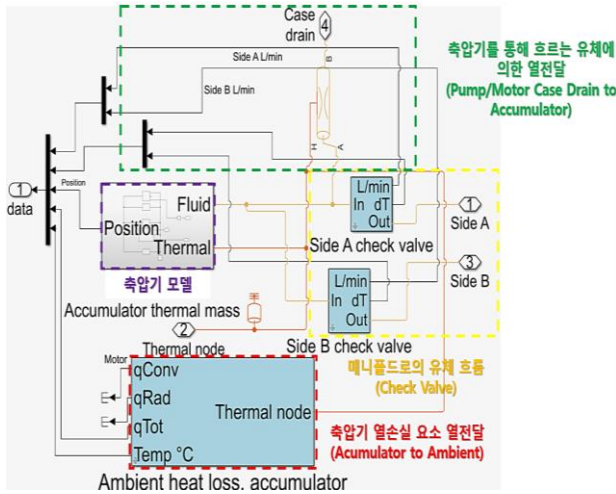 Case
drain
4
B
축압기를 통해 흐르는 유체에
의한 열전달
(Pump/Motor Case Drain to
Accumulator)
Side A L/min
Side B L/min
H
A
1
data
Position
Fluid
Position
Thermal
축압기 모델
L/min
In dT
Out
1
Side A
Side A check valve
L/min
In dT
Out
3
Side B
Side B check valve
Accumulator thermal mass
2
Thermal node
매니폴드로의 유체 흐름
(Check Valve)
Motor
qConv
qRad
qTot
Temp °C
Thermal node
축압기 열손실 요소 열전달
(Acumulator to Ambient)
Ambient heat loss, accumulator